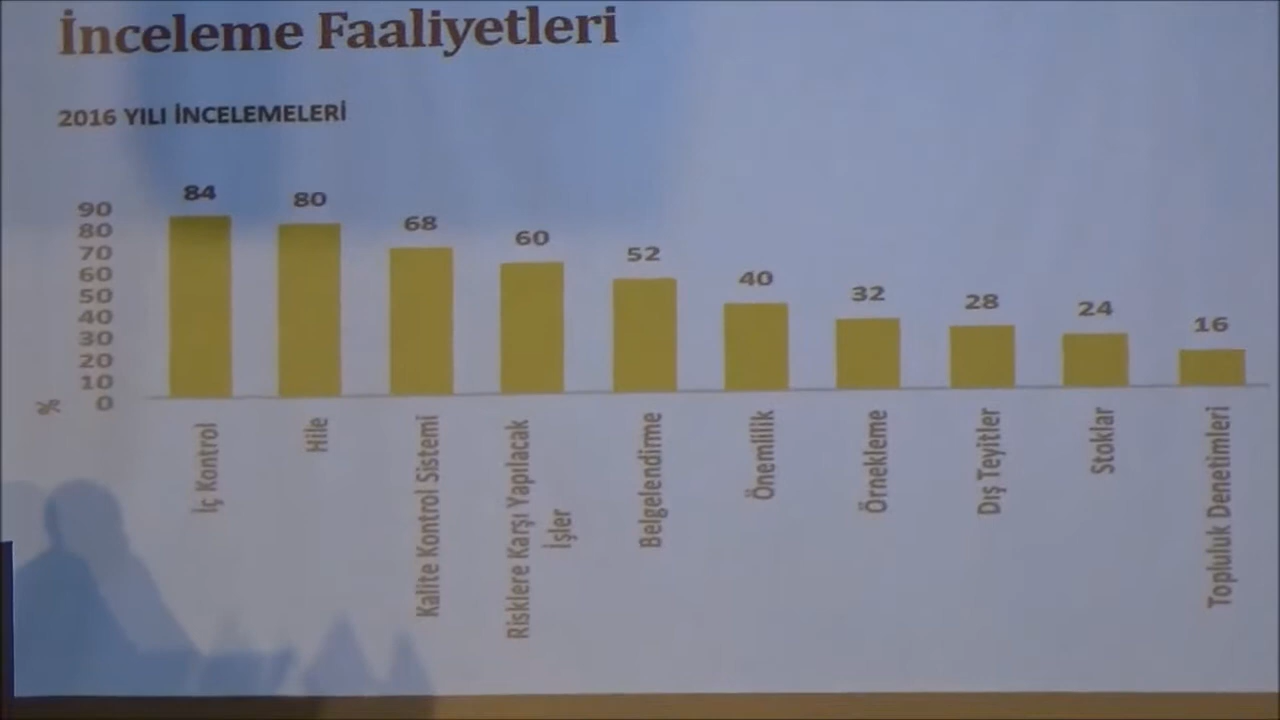 İnceleme Faaliyetleri
2016 YILI İNCELEMELERİ
84
80
68
60
52
40
32
28
24
16
90
80
70
60
50
40
30
20
10
0
%
İç Kontrol
Hile
Kalite Kontrol Sistemi
Risklere Karşı Yapılacak
İşler
Belgelendirme
Önemlilik
Örnekleme
Dış Teyitler
Stoklar
Topluluk Denetimleri